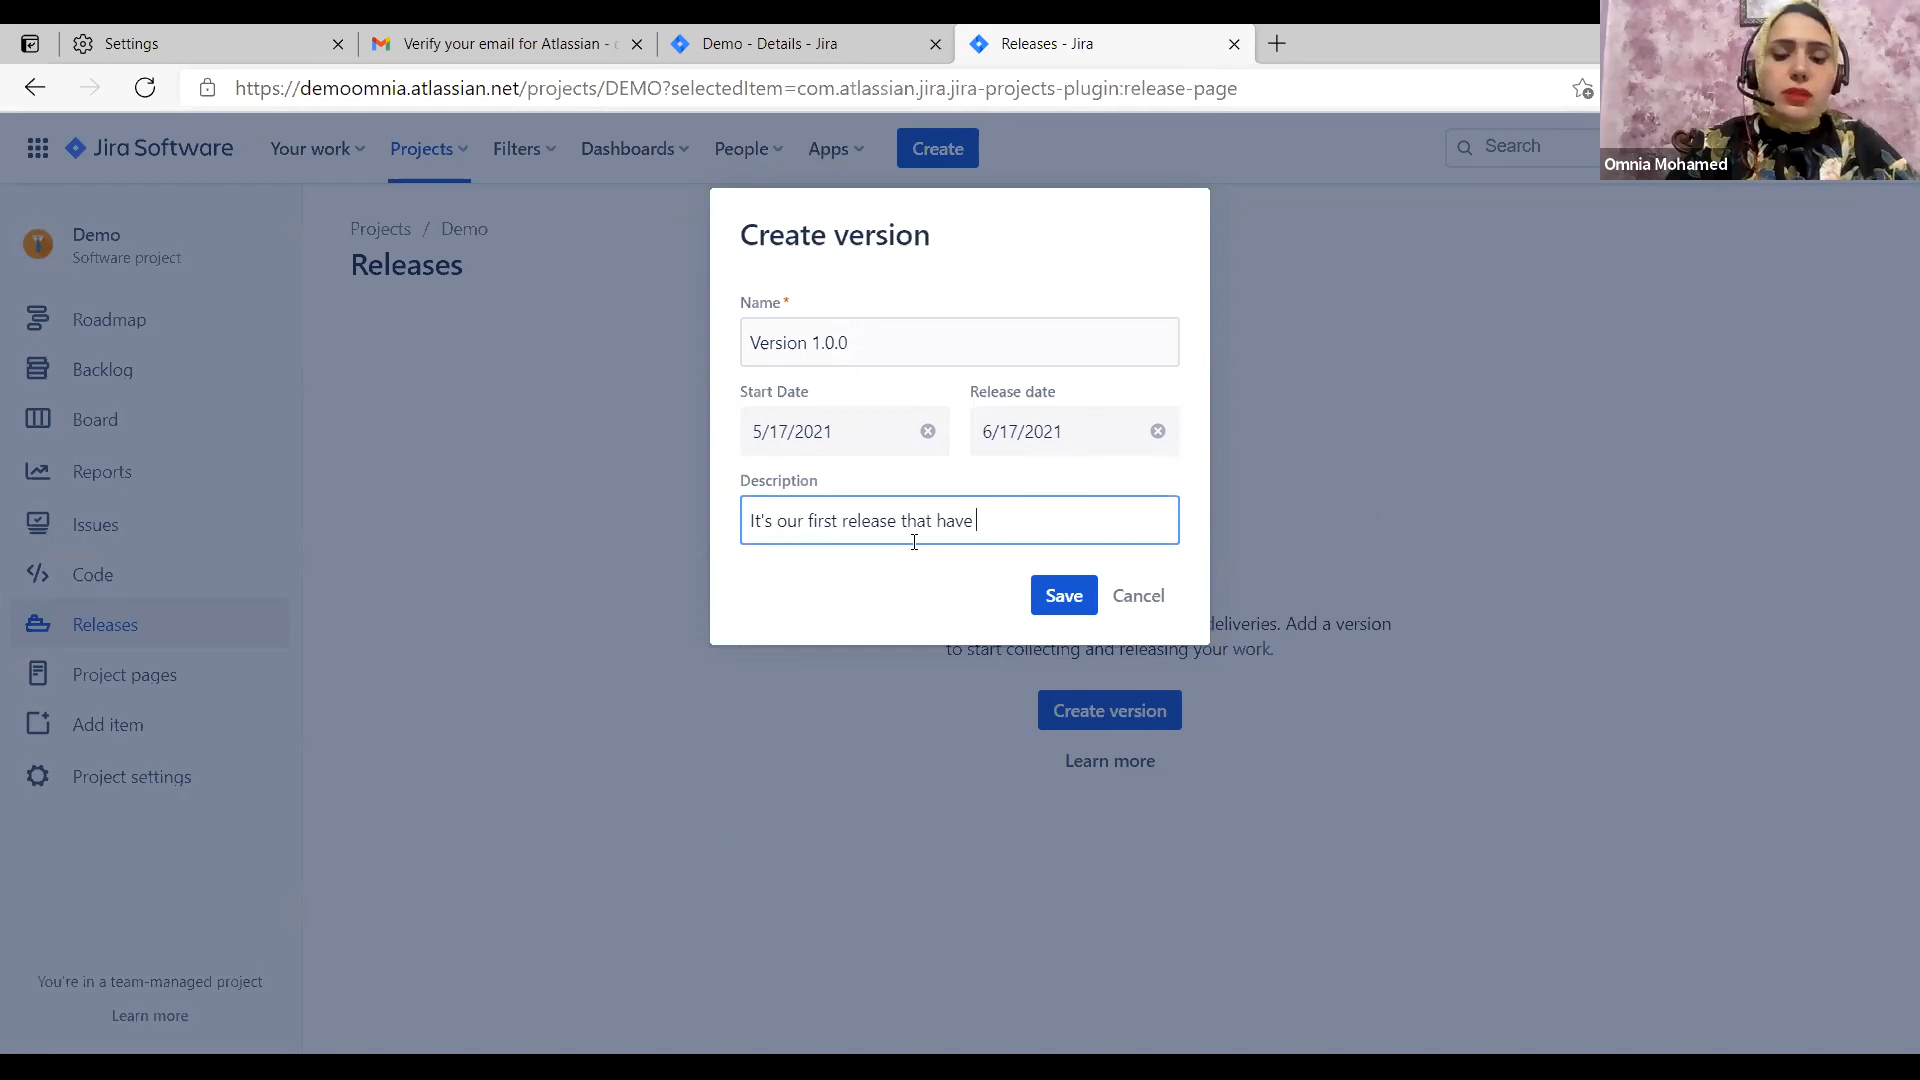 Settings
Verify your email for Atlassian -
Demo - Details - Jira
Releases - Jira
https://demoomnia.atlassian.net/projects/DEMO?selectedItem=com.atlassian.jira.jira-projects-plugin:release-page
Jira Software
Your work
Projects
Filters
Dashboards
People
Apps
Create
Search
Omnia Mohamed
Demo
Software project
Roadmap
Backlog
Board
Reports
Issues
Code
Releases
Project pages
Add item
Project settings
You're in a team-managed project
Learn more
Projects / Demo
Releases
Create version
Name*
Version 1.0.0
Start Date
Release date
5/17/2021
6/17/2021
Description
It's our first release that have
Save
Cancel
deliveries. Add a version
to start collecting and releasing your work.
Create version
Learn more